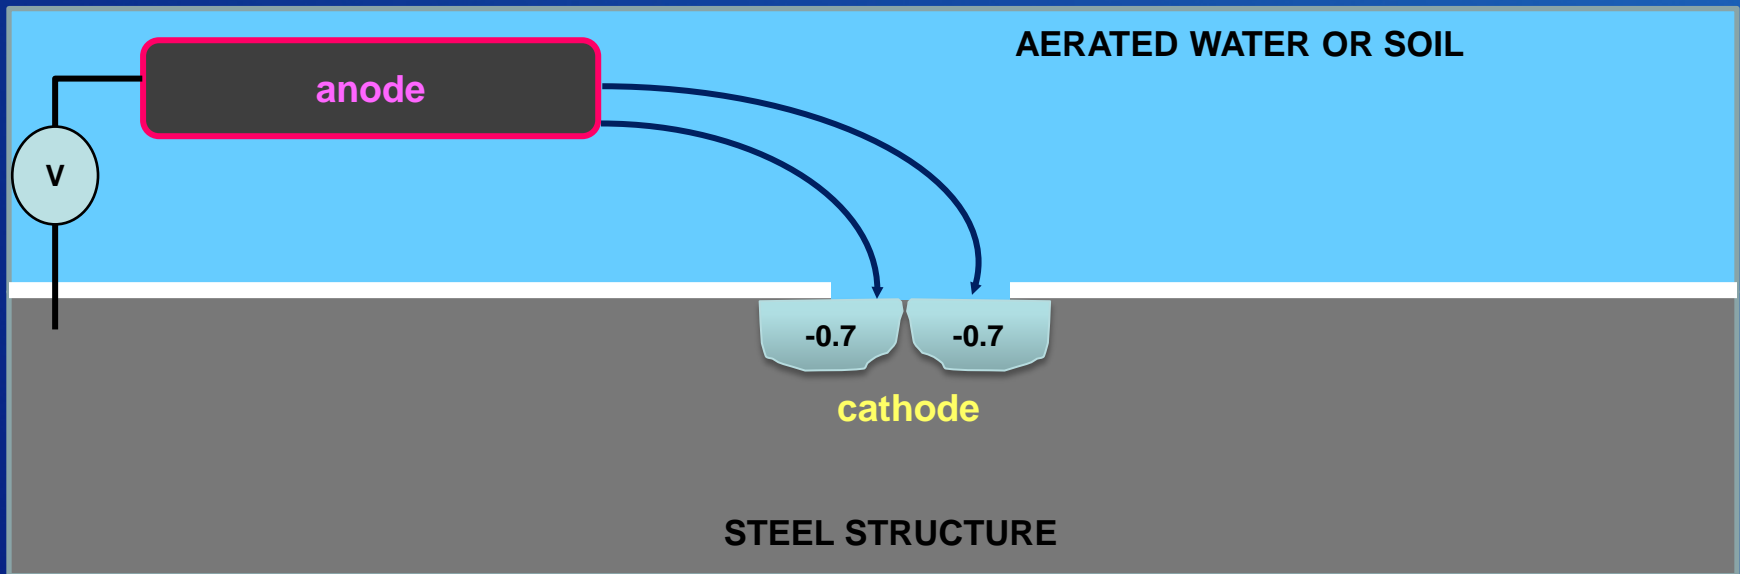 AERATED WATER OR SOIL
anode
V
-0.7 -0.7
cathode
STEEL STRUCTURE